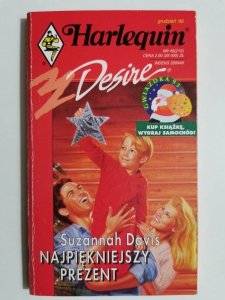 grudzień '95
Harlequin
Desire
GWIAZDKA 95
KUP KSIĄŻKĘ,
WYGRAJ SAMOCHÓD!
Suzannah Davis
NAJPIĘKNIEJSZY
PREZENT